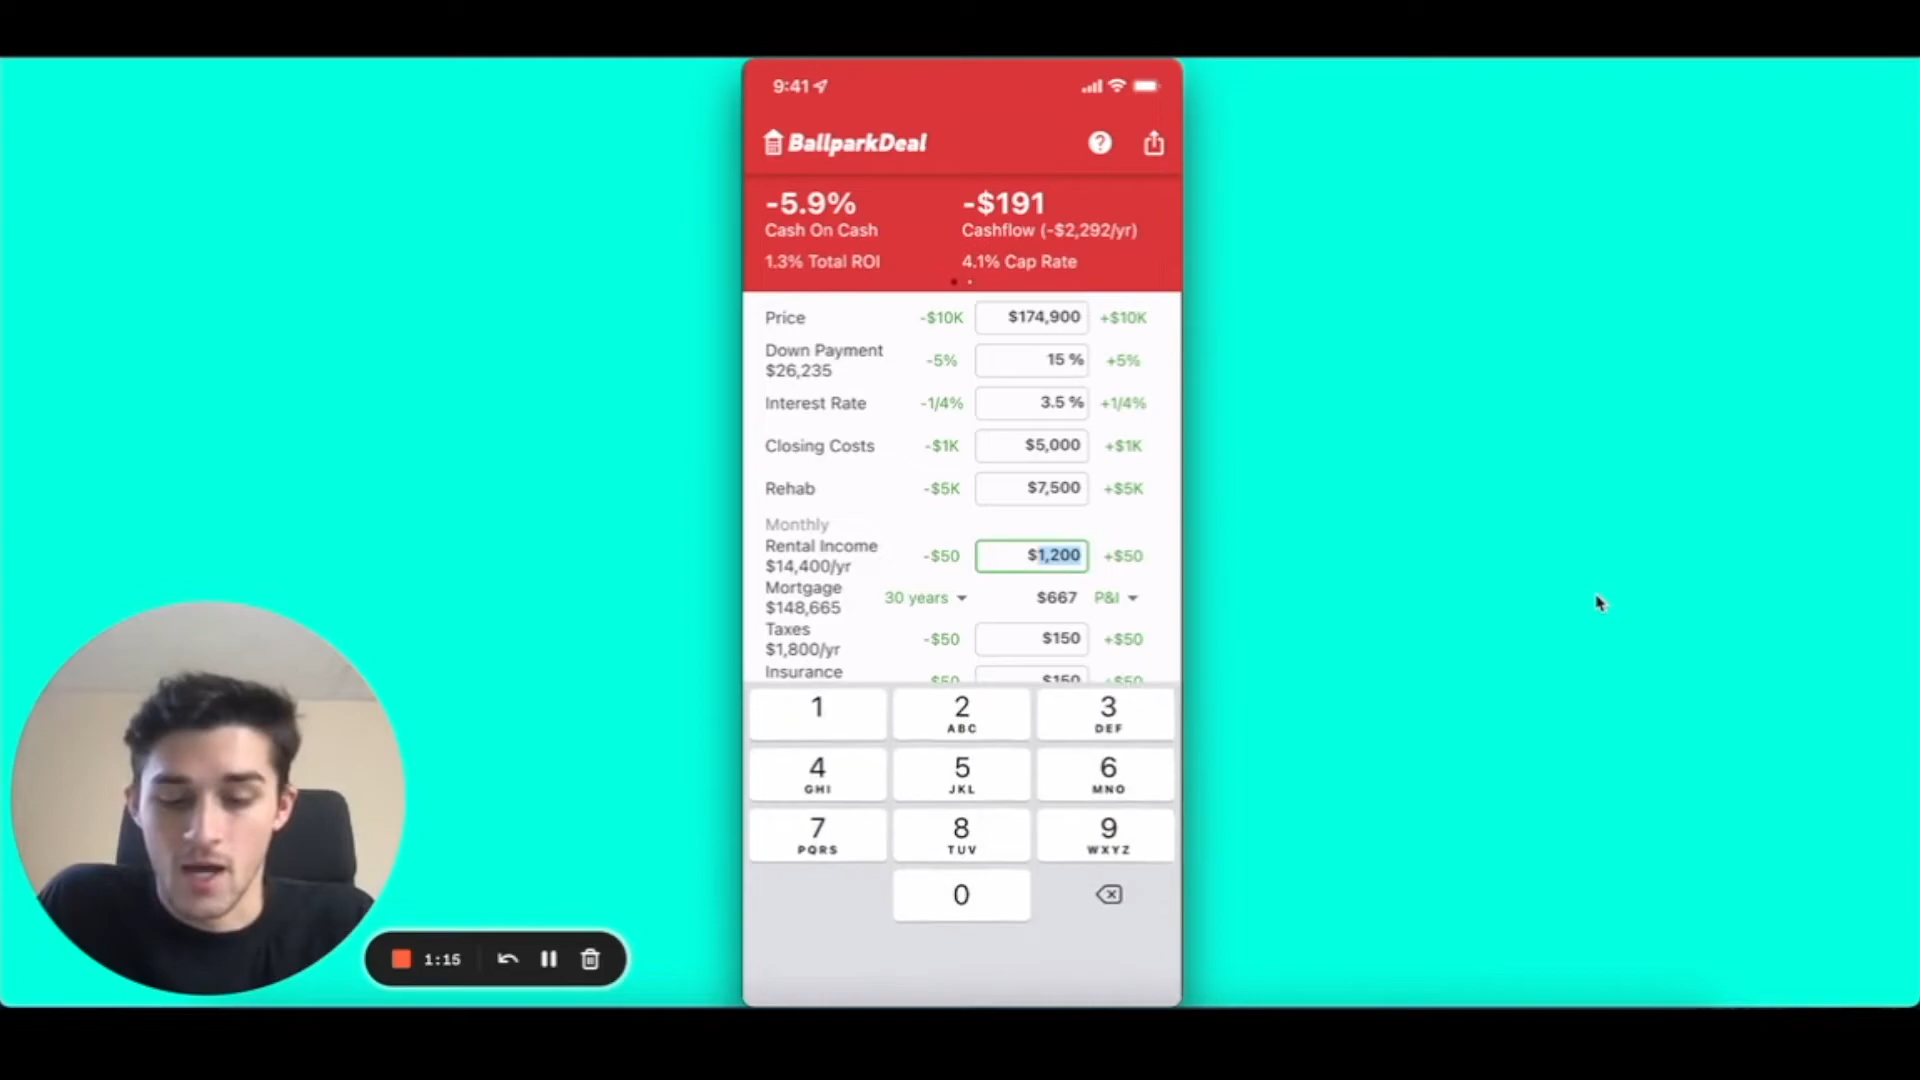 9:41
BallparkDeal
?
-5.9%
-$191
Cash On Cash
Cashflow (-$2,292/yr)
1.3% Total ROI
4.1% Cap Rate
Price
-$10K
$174,900
+$10K
Down Payment
$26,235
-5%
15 %
+5%
Interest Rate
-1/4%
3.5 %
+1/4%
Closing Costs
-$1K
$5,000
+$1K
Rehab
-$5K
$7,500
+$5K
Monthly
Rental Income
$14,400/yr
-$50
$1,200
+$50
Mortgage
$148,665
30 years
$667
P&I
Taxes
$1,800/yr
-$50
$150
+$50
Insurance
-$50
$150
+$50
1
2
ABC
3
DEF
4
GHI
5
JKL
6
MNO
7
PQRS
8
TUV
9
WXYZ
0
1:15